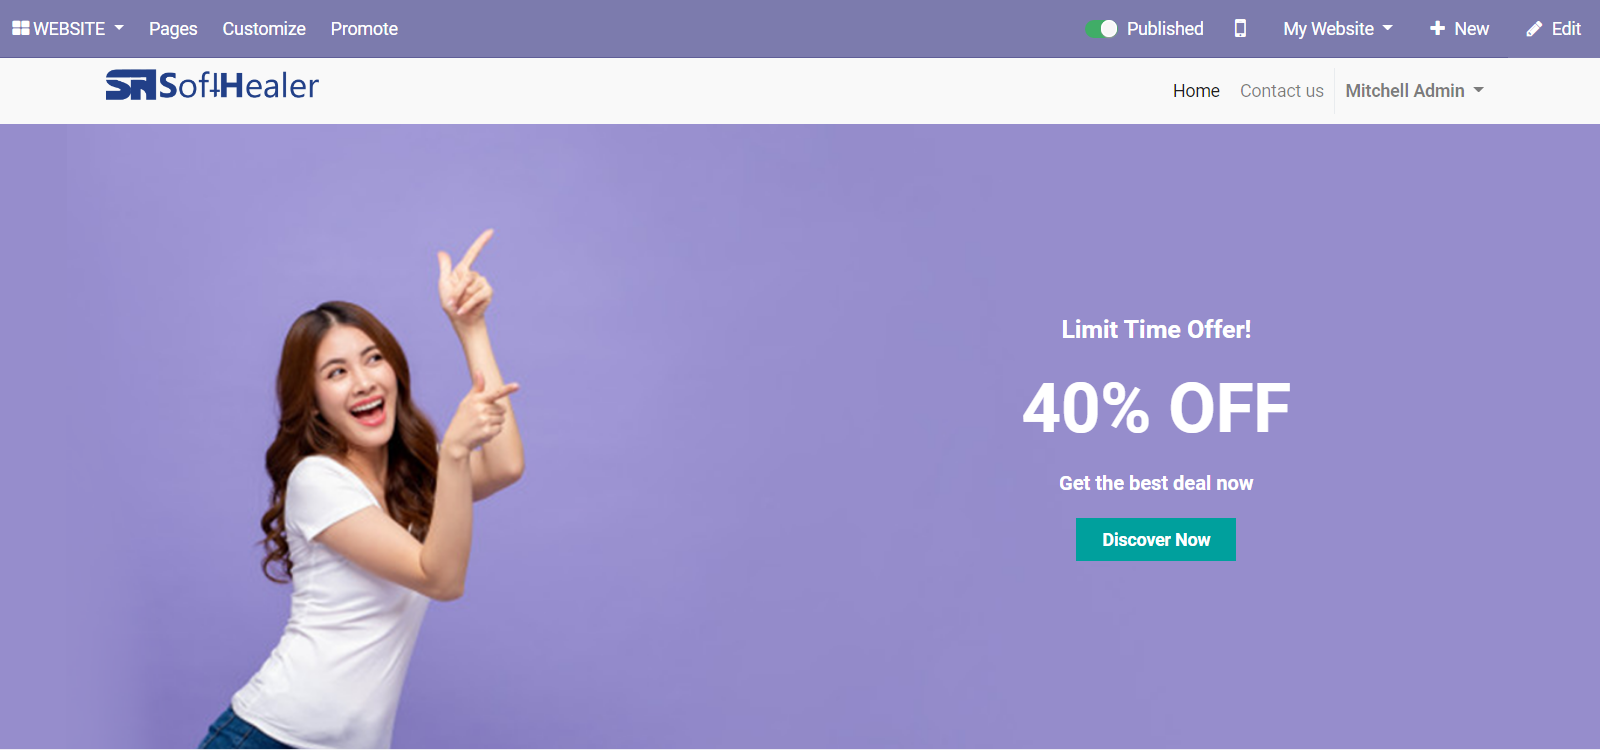 WEBSITE Pages Customize Promote Published My Website New Edit
SoftHealer Home Contact us Mitchell Admin
Limit Time Offer!
40% OFF
Get the best deal now
Discover Now